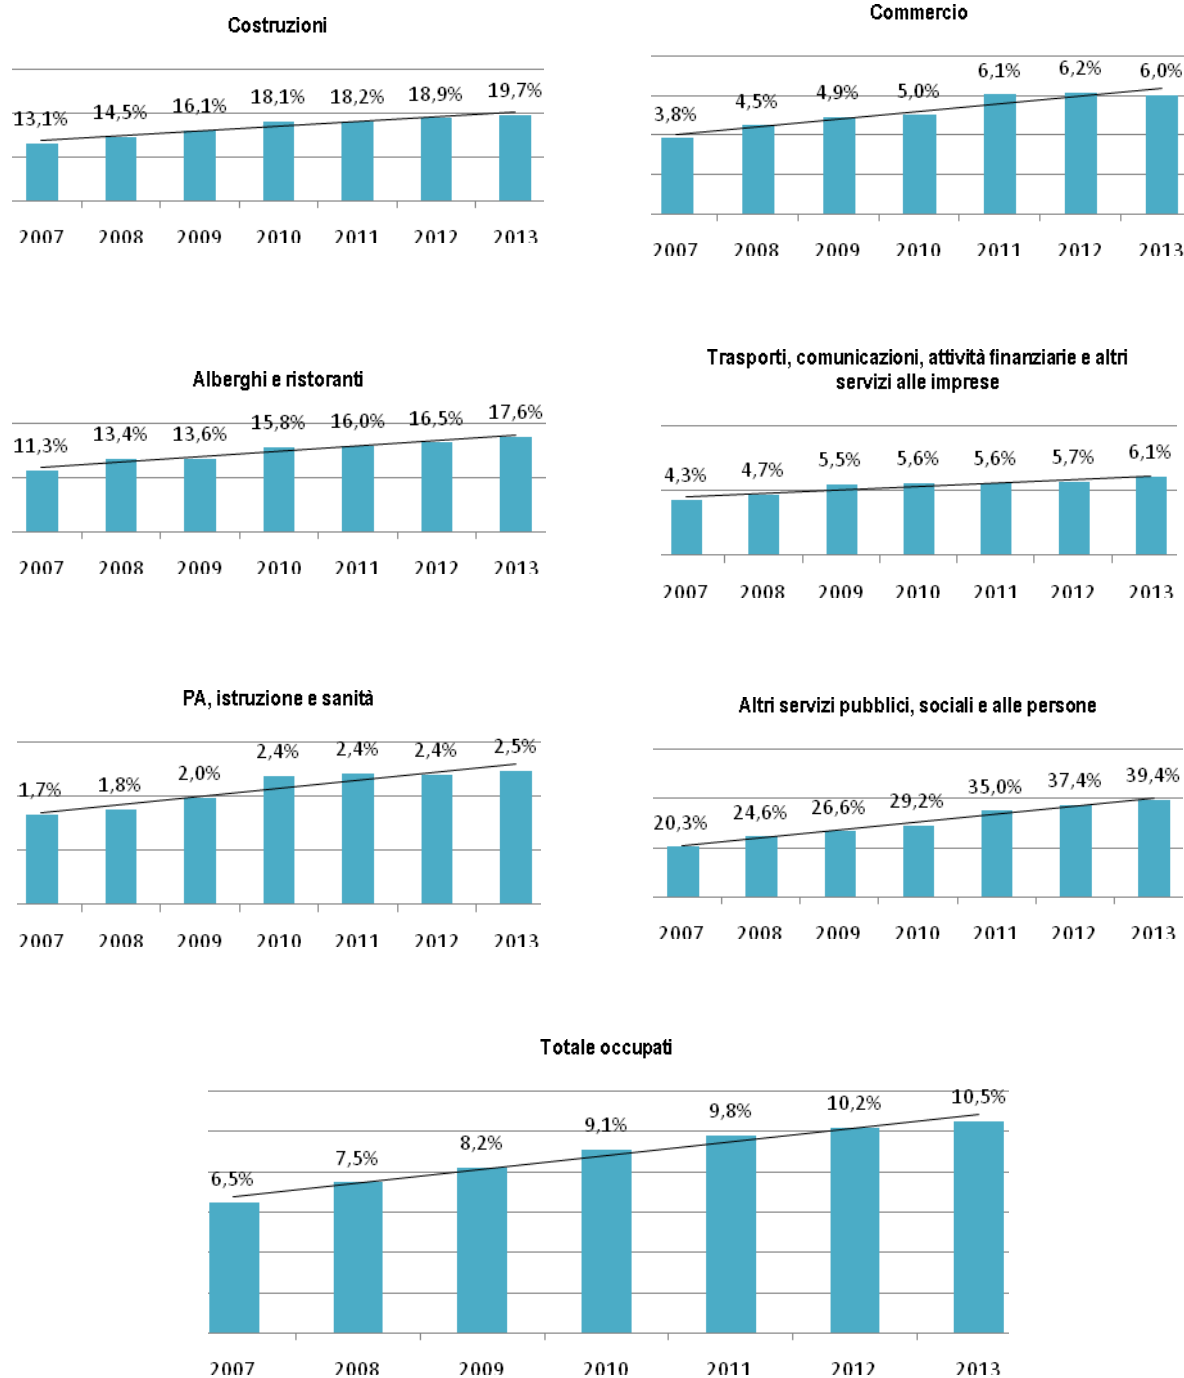 Costruzioni
13,1% 14,5% 16,1% 18,1% 18,2% 18,9% 19,7%
2007 2008 2009 2010 2011 2012 2013
Commercio
3,8% 4,5% 4,9% 5,0% 6,1% 6,2% 6,0%
2007 2008 2009 2010 2011 2012 2013
Alberghi e ristoranti
11,3% 13,4% 13,6% 15,8% 16,0% 16,5% 17,6%
2007 2008 2009 2010 2011 2012 2013
Trasporti, comunicazioni, attività finanziarie e altri
servizi alle imprese
4,3% 4,7% 5,5% 5,6% 5,6% 5,7% 6,1%
2007 2008 2009 2010 2011 2012 2013
PA, istruzione e sanità
1,7% 1,8% 2,0% 2,4% 2,4% 2,4% 2,5%
2007 2008 2009 2010 2011 2012 2013
Altri servizi pubblici, sociali e alle persone
20,3% 24,6% 26,6% 29,2% 35,0% 37,4% 39,4%
2007 2008 2009 2010 2011 2012 2013
Totale occupati
6,5% 7,5% 8,2% 9,1% 9,8% 10,2% 10,5%
2007 2008 2009 2010 2011 2012 2013